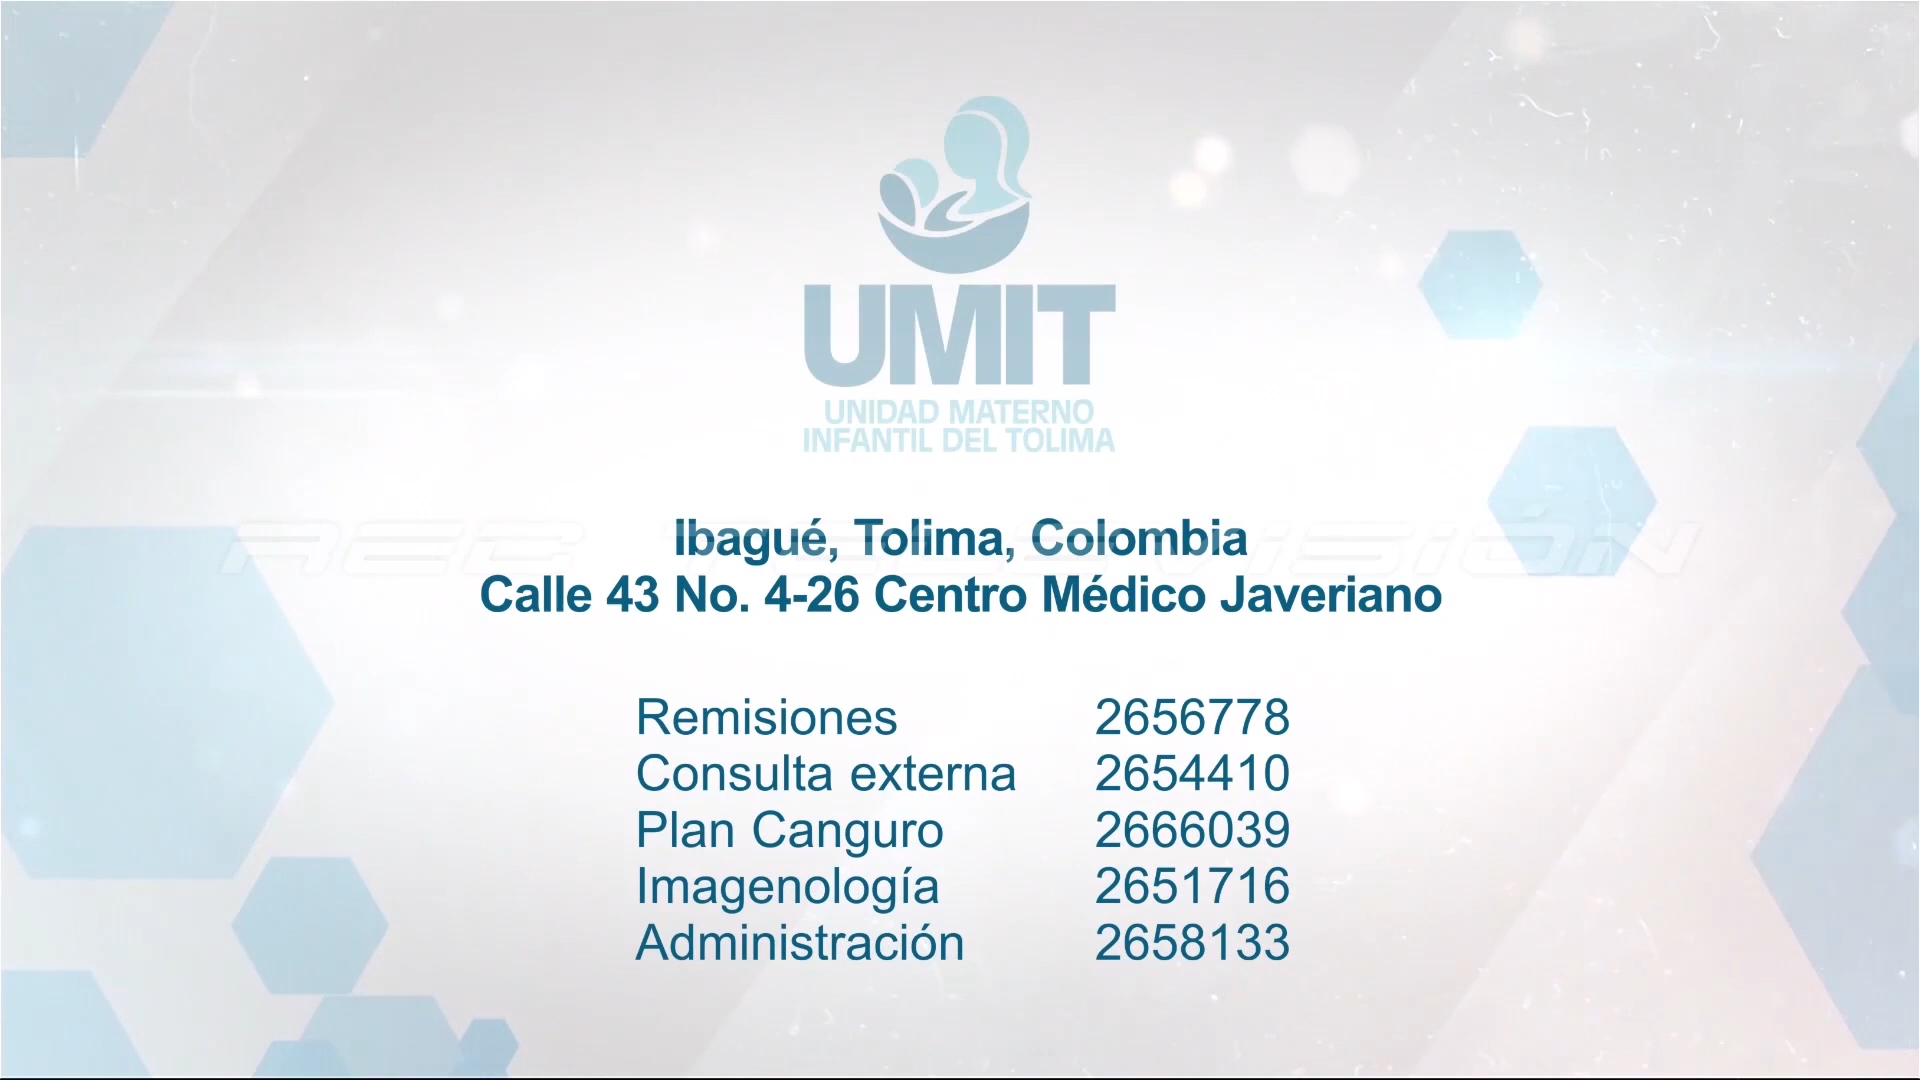 UMIT
UNIDAD MATERNO
INFANTIL DEL TOLIMA
Ibagué, Tolima, Colombia
Calle 43 No. 4-26 Centro Médico Javeriano
Remisiones 2656778
Consulta externa 2654410
Plan Canguro 2666039
Imagenología 2651716
Administración 2658133